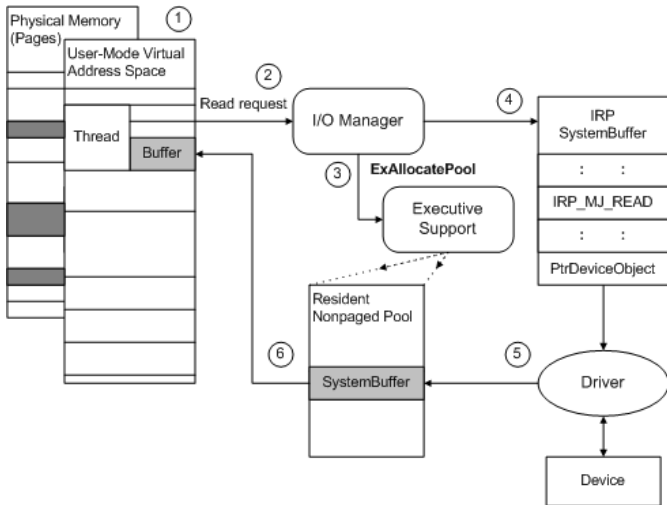 Physical Memory
(Pages)
1
User-Mode Virtual
Address Space
2
Read request
I/O Manager
4
IRP
SystemBuffer
Thread
Buffer
3
ExAllocatePool
: :
IRP_MJ_READ
Executive
Support
: :
PtrDeviceObject
Resident
Nonpaged Pool
6
SystemBuffer
5
Driver
Device